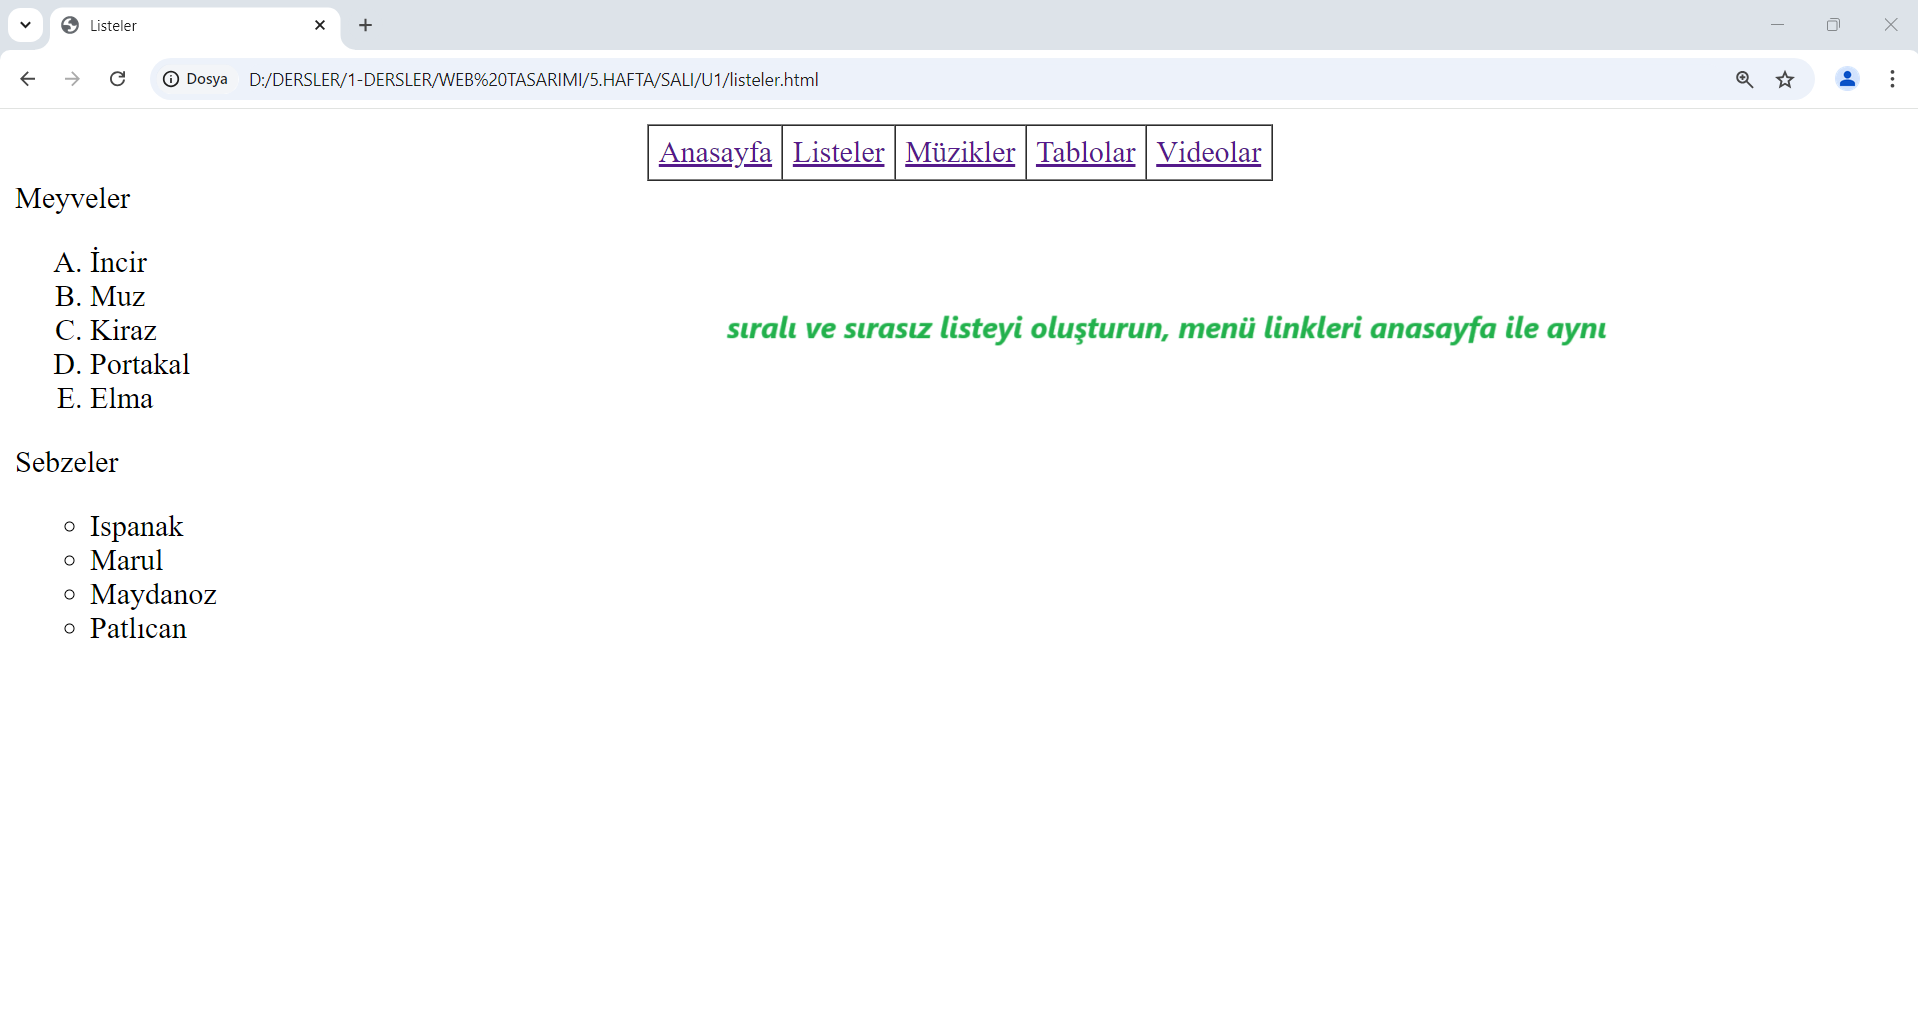 Listeler
Dosya D:/DERSLER/1-DERSLER/WEB%20TASARIMI/5.HAFTA/SALI/U1/listeler.html
Anasayfa Listeler Müzikler Tablolar Videolar
Meyveler
A. İncir
B. Muz
C. Kiraz
D. Portakal
E. Elma
sıralı ve sırasız listeyi oluşturun, menü linkleri anasayfa ile aynı
Sebzeler
Ispanak
Marul
Maydanoz
Patlıcan